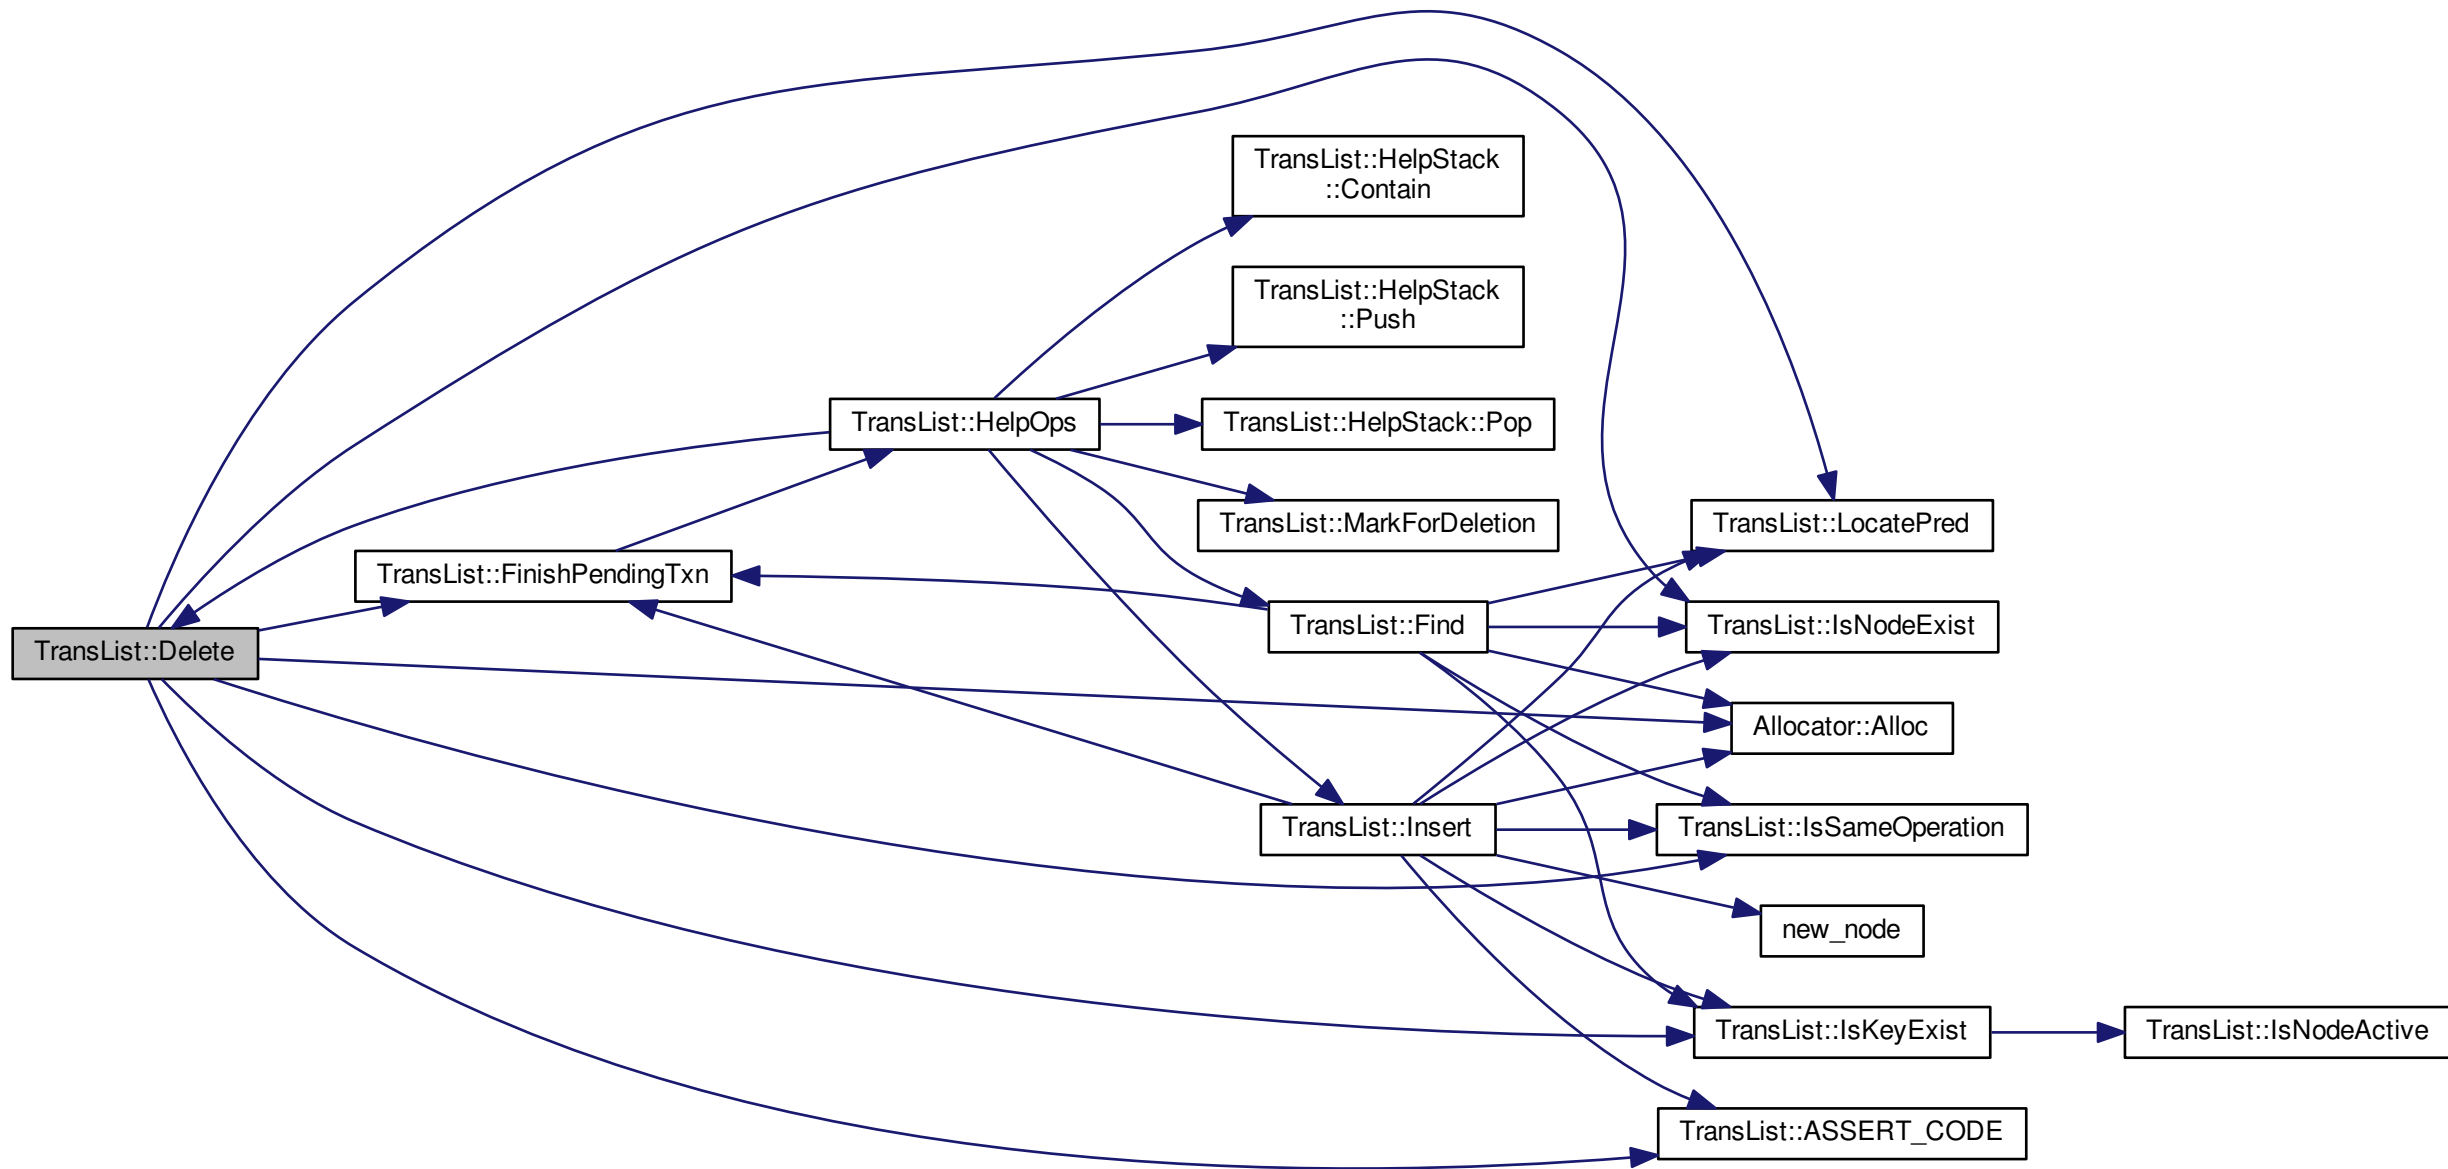 TransList::HelpStack
::Contain
TransList::HelpStack
::Push
TransList::HelpOps
TransList::HelpStack::Pop
TransList::MarkForDeletion
TransList::LocatePred
TransList::FinishPendingTxn
TransList::Find
TransList::IsNodeExist
TransList::Delete
Allocator::Alloc
TransList::Insert
TransList::IsSameOperation
new_node
TransList::IsKeyExist
TransList::IsNodeActive
TransList::ASSERT_CODE